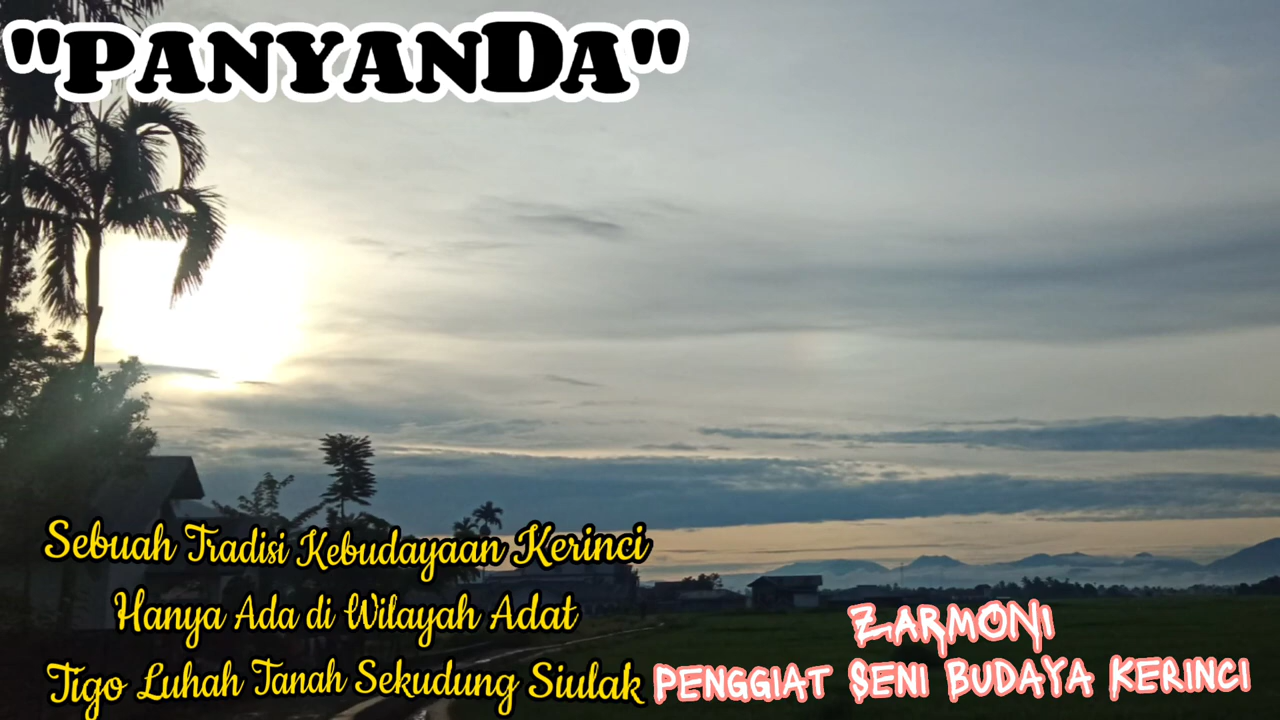 "PANYANDA"
Sebuah Tradisi Kebudayaan Kerinci
Hanya Ada di Wilayah Adat
Tigo Luhah Tanah Sekudung Siulak
ZARMONI
PENGGIAT SENI BUDAYA KERINCI